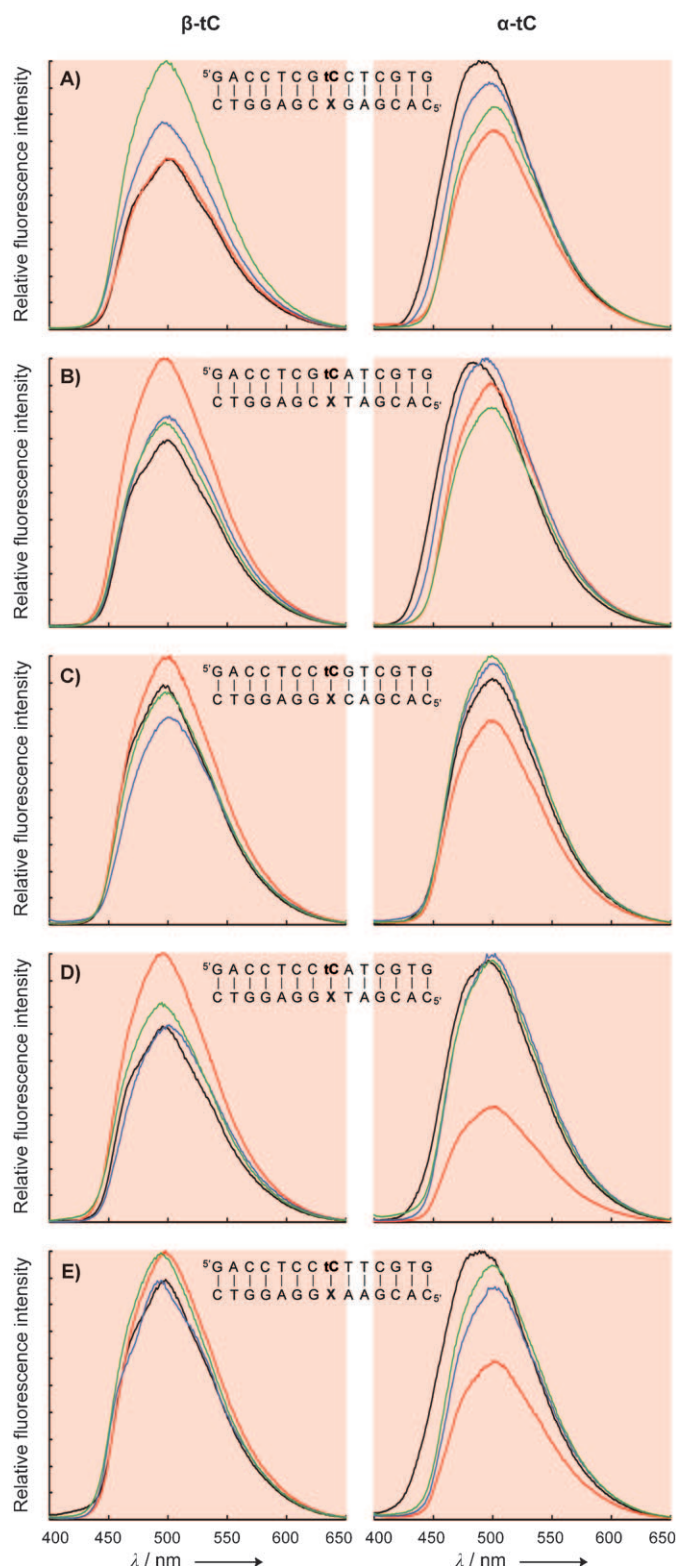 β-tC α-tC
Relative fluorescence intensity
A)
5'G A C C T C G tC C T C G T G
C T G G A G C X G A G C A C5'
Relative fluorescence intensity
B)
5'G A C C T C G tC A T C G T G
C T G G A G C X T A G C A C5'
Relative fluorescence intensity
C)
5'G A C C T C C tC G T C G T G
C T G G A G G X C A G C A C5'
Relative fluorescence intensity
D)
5'G A C C T C C tC A T C G T G
C T G G A G G X T A G C A C5'
Relative fluorescence intensity
E)
5'G A C C T C C tC T T C G T G
C T G G A G G X A A G C A C5'
400 450 500 550 600 650 400 450 500 550 600 650
λ / nm λ / nm